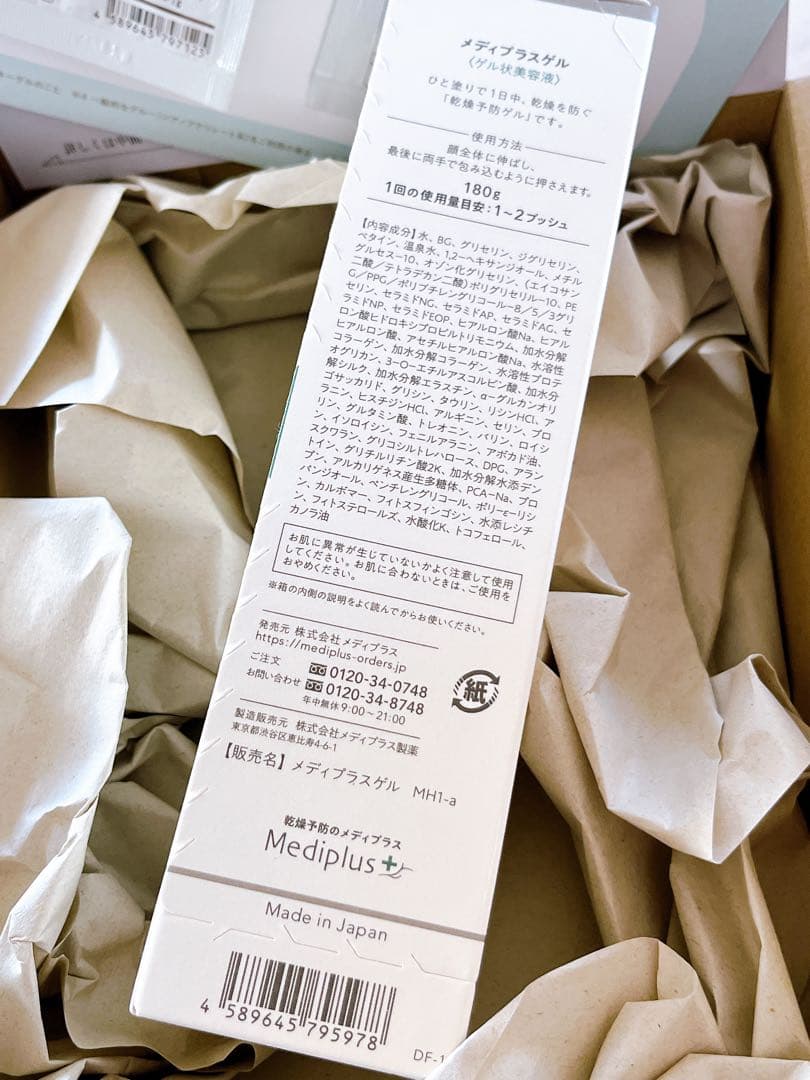 4 589645 797123
メディプラスゲル
〈ゲル状美容液〉
ひと塗りで1日中、乾燥を防ぐ
「乾燥予防ゲル」です。
使用方法
顔全体に伸ばし、
最後に両手で包み込むように押さえます。
180g
1回の使用量目安:1〜2プッシュ
【内容成分】水、BG、グリセリン、ジグリセリン、
ベタイン、温泉水、1,2-ヘキサンジオール、メチル
グルセス-10、オゾン化グリセリン、(エイコサン
二酸/テトラデカン二酸)ポリグリセリル-10、PE
G/PPG/ポリブチレングリコール-8/5/3グリ
セリン、セラミドNG、セラミドAP、セラミドAG、セ
ラミドNP、セラミドEOP、ヒアルロン酸Na、ヒアル
ロン酸ヒドロキシプロピルトリモニウム、加水分解
ヒアルロン酸、アセチルヒアルロン酸Na、水溶性
コラーゲン、加水分解コラーゲン、水溶性プロテ
オグリカン、3-O-エチルアスコルビン酸、加水分
解シルク、加水分解エラスチン、α-グルカンオリ
ゴサッカリド、グリシン、タウリン、リシンHCl、ア
ラニン、ヒスチジンHCl、アルギニン、セリン、プロ
リン、グルタミン酸、トレオニン、バリン、ロイシ
ン、イソロイシン、フェニルアラニン、アボカド油、
スクワラン、グリコシルトレハロース、DPG、アラン
トイン、グリチルリチン酸2K、加水分解水添デン
プン、アルカリゲネス産生多糖体、PCA-Na、プロ
パンジオール、ペンチレングリコール、ポリ-ε-リシ
ン、カルボマー、フィトスフィンゴシン、水添レシチ
ン、フィトステロールズ、水酸化K、トコフェロール、
カノラ油
お肌に異常が生じていないかよく注意して使用
してください。お肌に合わないときは、ご使用を
おやめください。
※箱の内側の説明をよく読んでからお使いください。
発売元 株式会社メディプラス
https://mediplus-orders.jp
ご注文 0120-34-0748
お問い合わせ 0120-34-8748
年中無休9:00〜21:00
紙
製造販売元 株式会社メディプラス製薬
東京都渋谷区恵比寿4-6-1
【販売名】メディプラスゲル MH1-a
乾燥予防のメディプラス
Mediplus+
Made in Japan
4 589645 795978
DF-1